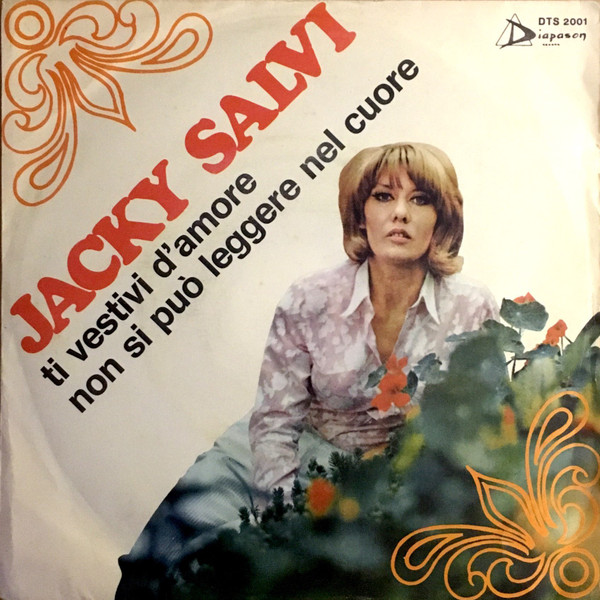 DTS 2001
Diapason
JACKY SALVI
ti vestivi d'amore
non si può leggere nel cuore